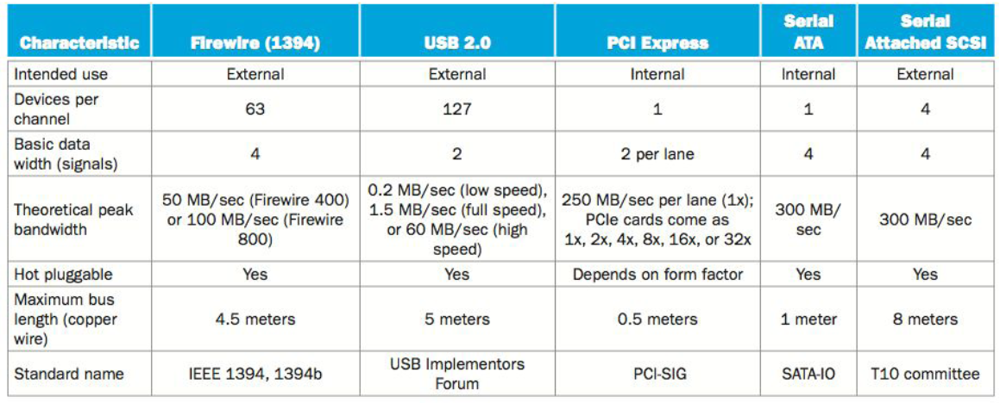 Characteristic Firewire (1394) USB 2.0 PCI Express Serial ATA Serial Attached SCSI
Intended use External External Internal Internal External
Devices per channel 63 127 1 1 4
Basic data width (signals) 4 2 2 per lane 4 4
Theoretical peak bandwidth 50 MB/sec (Firewire 400) or 100 MB/sec (Firewire 800) 0.2 MB/sec (low speed), 1.5 MB/sec (full speed), or 60 MB/sec (high speed) 250 MB/sec per lane (1x); PCIe cards come as 1x, 2x, 4x, 8x, 16x, or 32x 300 MB/sec 300 MB/sec
Hot pluggable Yes Yes Depends on form factor Yes Yes
Maximum bus length (copper wire) 4.5 meters 5 meters 0.5 meters 1 meter 8 meters
Standard name IEEE 1394, 1394b USB Implementors Forum PCI-SIG SATA-IO T10 committee